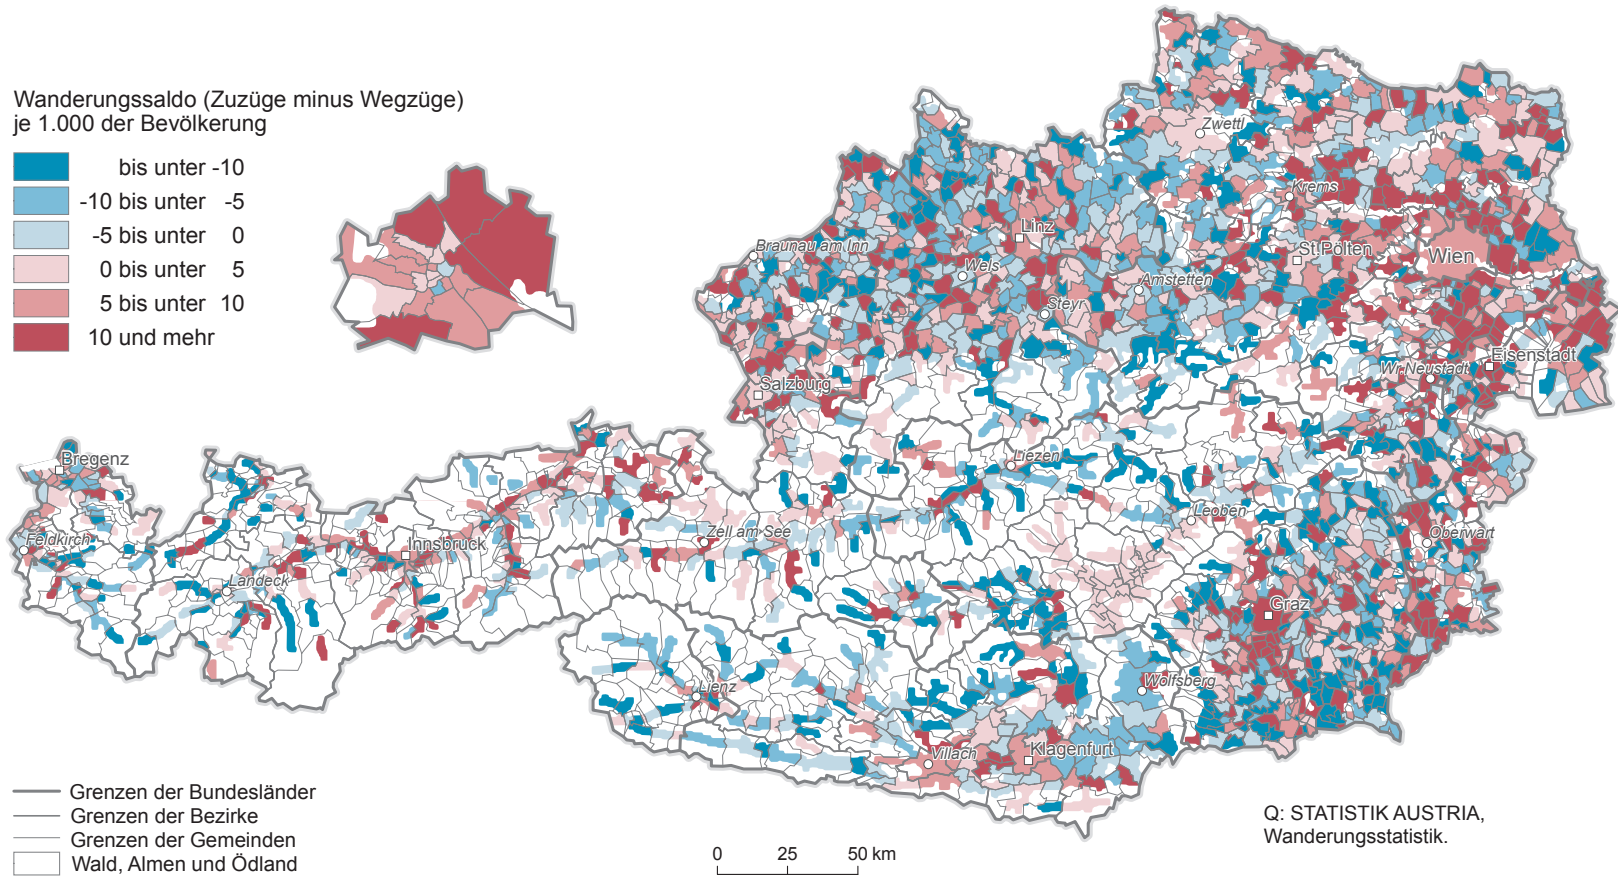 Wanderungssaldo (Zuzüge minus Wegzüge)
je 1.000 der Bevölkerung
bis unter -10
-10 bis unter -5
-5 bis unter 0
0 bis unter 5
5 bis unter 10
10 und mehr
Zwettl
Krems
Linz
Braunau am Inn
St.Pölten
Wien
Wels
Amstetten
Steyr
Eisenstadt
Wr.Neustadt
Salzburg
Bregenz
Liezen
Leoben
Oberwart
Feldkirch
Innsbruck
Zell am See
Landeck
Graz
Lienz
Wolfsberg
Villach
Klagenfurt
Grenzen der Bundesländer
Grenzen der Bezirke
Grenzen der Gemeinden
Wald, Almen und Ödland
0 25 50 km
Q: STATISTIK AUSTRIA,
Wanderungsstatistik.